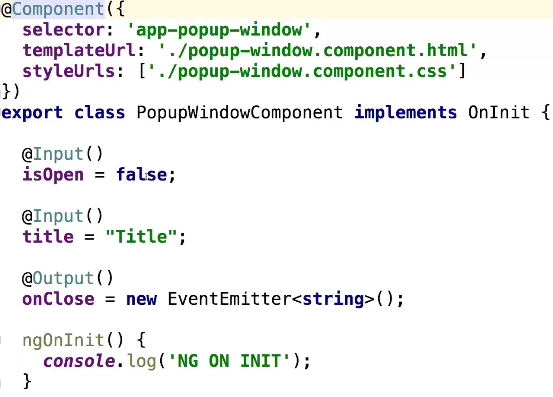 @Component({
  selector: 'app-popup-window',
  templateUrl: './popup-window.component.html',
  styleUrls: ['./popup-window.component.css']
})
export class PopupWindowComponent implements OnInit {
  @Input()
  isOpen = false;
  @Input()
  title = "Title";
  @Output()
  onClose = new EventEmitter<string>();
  ngOnInit() {
    console.log('NG ON INIT');
  }